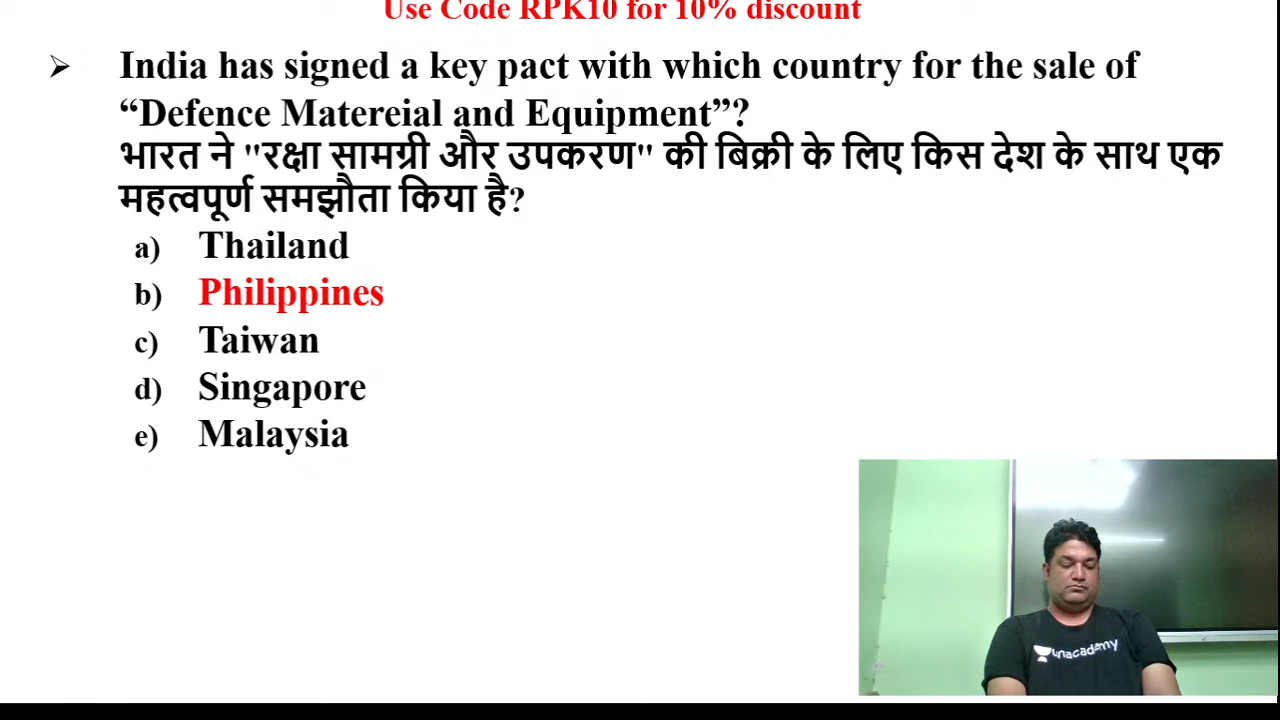 Use Code RPK10 for 10% discount
➢ India has signed a key pact with which country for the sale of
“Defence Matereial and Equipment”?
भारत ने "रक्षा सामग्री और उपकरण" की बिक्री के लिए किस देश के साथ एक
महत्वपूर्ण समझौता किया है?
a) Thailand
b) Philippines
c) Taiwan
d) Singapore
e) Malaysia
unacademy